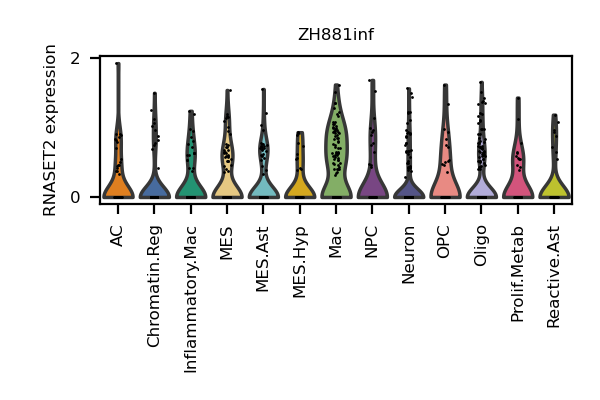 ZH881inf
RNASET2 expression
2
0
AC
Chromatin.Reg
Inflammatory.Mac
MES
MES.Ast
MES.Hyp
Mac
NPC
Neuron
OPC
Oligo
Prolif.Metab
Reactive.Ast